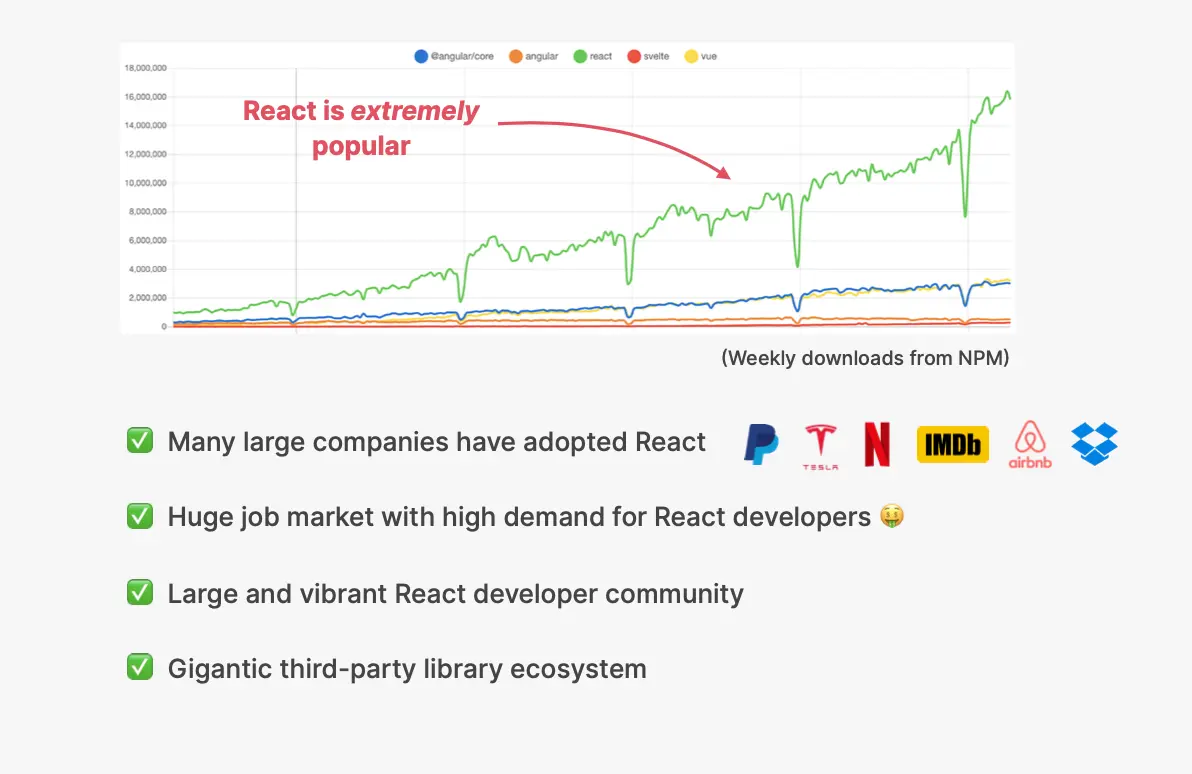 @angular/core angular react svelte vue
18,000,000
16,000,000
14,000,000
12,000,000
10,000,000
8,000,000
6,000,000
4,000,000
2,000,000
0
React is extremely
popular
(Weekly downloads from NPM)
✅ Many large companies have adopted React
TESLA
N
IMDb
airbnb
✅ Huge job market with high demand for React developers 🤑
✅ Large and vibrant React developer community
✅ Gigantic third-party library ecosystem